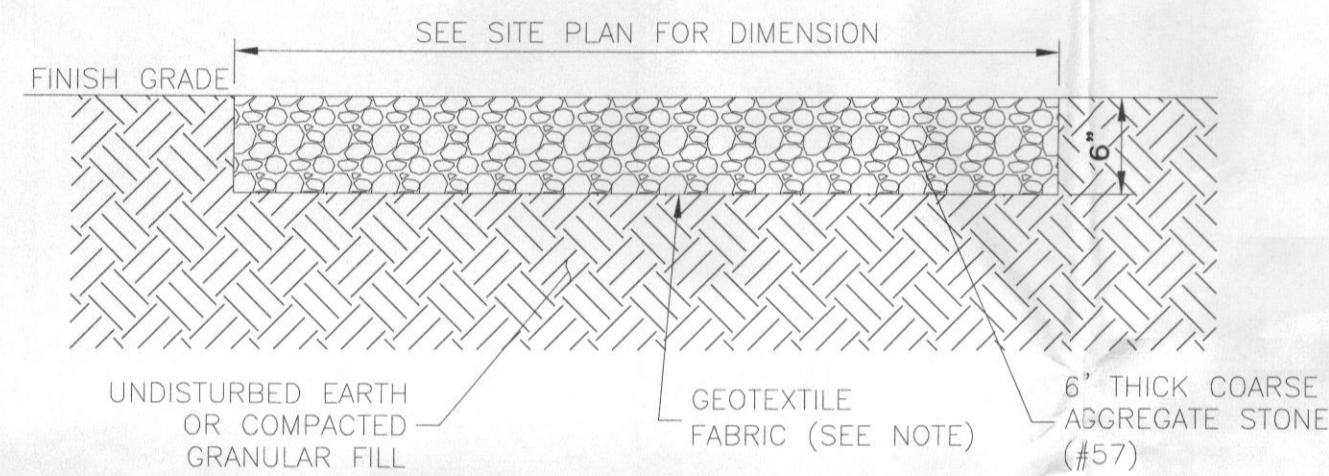 SEE SITE PLAN FOR DIMENSION
FINISH GRADE
6"
UNDISTURBED EARTH
OR COMPACTED
GRANULAR FILL
GEOTEXTILE
FABRIC (SEE NOTE)
6' THICK COARSE
AGGREGATE STONE
(#57)